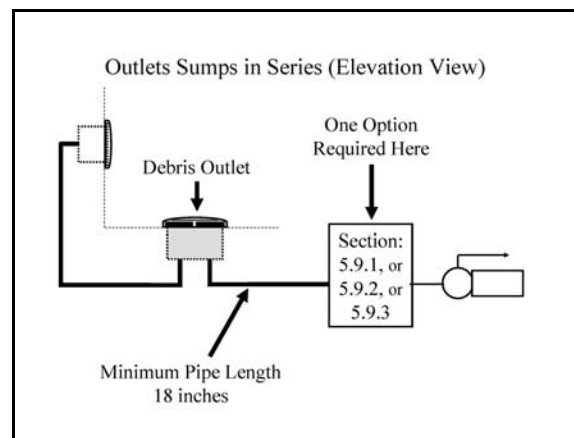 Outlets Sumps in Series (Elevation View)
One Option
Required Here
Debris Outlet
Section:
5.9.1, or
5.9.2, or
5.9.3
Minimum Pipe Length
18 inches